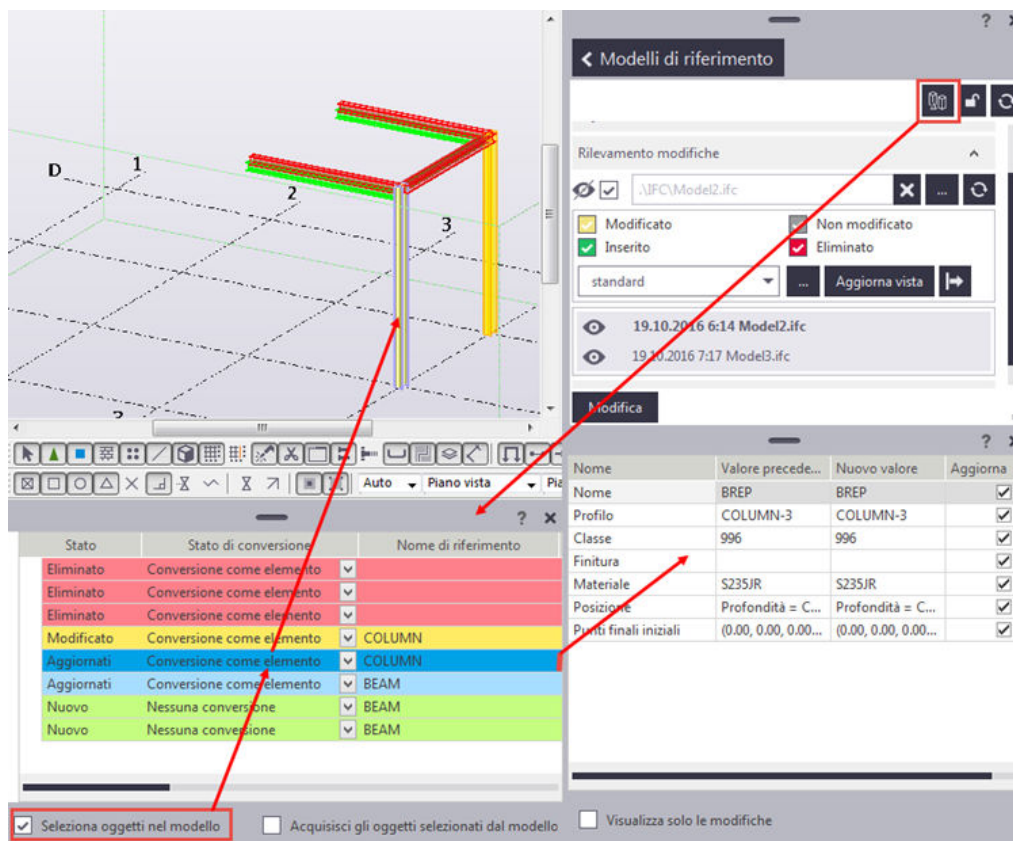 D
1
2
3
Auto
Piano vista
? 
Modelli di riferimento
Rilevamento modifiche
.\IFC\Model2.ifc
...
Modificato
Non modificato
Inserito
Eliminato
standard
...
Aggiorna vista
19.10.2016 6:14 Model2.ifc
19.10.2016 7:17 Model3.ifc
Modifica
?
Stato Stato di conversione Nome di riferimento
Eliminato Conversione come elemento
Eliminato Conversione come elemento
Eliminato Conversione come elemento
Modificato Conversione come elemento COLUMN
Aggiornati Conversione come elemento COLUMN
Aggiornati Conversione come elemento BEAM
Nuovo Nessuna conversione BEAM
Nuovo Nessuna conversione BEAM
Seleziona oggetti nel modello
Acquisisci gli oggetti selezionati dal modello
?
Nome Valore precede... Nuovo valore Aggiorna
Nome BREP BREP
Profilo COLUMN-3 COLUMN-3
Classe 996 996
Finitura
Materiale S235JR S235JR
Posizione Profondità = C... Profondità = C...
Punti finali iniziali (0.00, 0.00, 0.00... (0.00, 0.00, 0.00...
Visualizza solo le modifiche